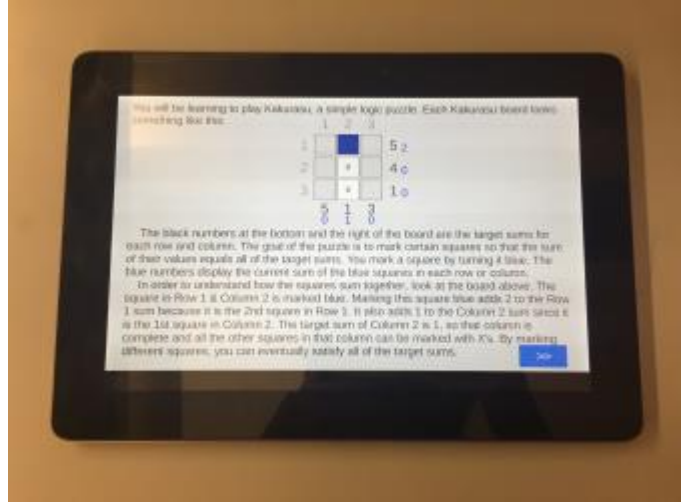 You will be learning to play Kakurasu, a simple logic puzzle. Each Kakurasu board looks
something like this:
1 2 3
1 5 2
2 x 4 0
3 x 1 0
5 1 3
0 1 0
The black numbers at the bottom and the right of the board are the target sums for
each row and column. The goal of the puzzle is to mark certain squares so that the sum
of their values equals all of the target sums. You mark a square by turning it blue. The
blue numbers display the current sum of the blue squares in each row or column.
In order to understand how the squares sum together, look at the board above. The
square in Row 1 & Column 2 is marked blue. Marking this square blue adds 2 to the Row
1 sum because it is the 2nd square in Row 1. It also adds 1 to the Column 2 sum since it
is the 1st square in Column 2. The target sum of Column 2 is 1, so that column is
complete and all the other squares in that column can be marked with X's. By marking
different squares, you can eventually satisfy all of the target sums.
>>